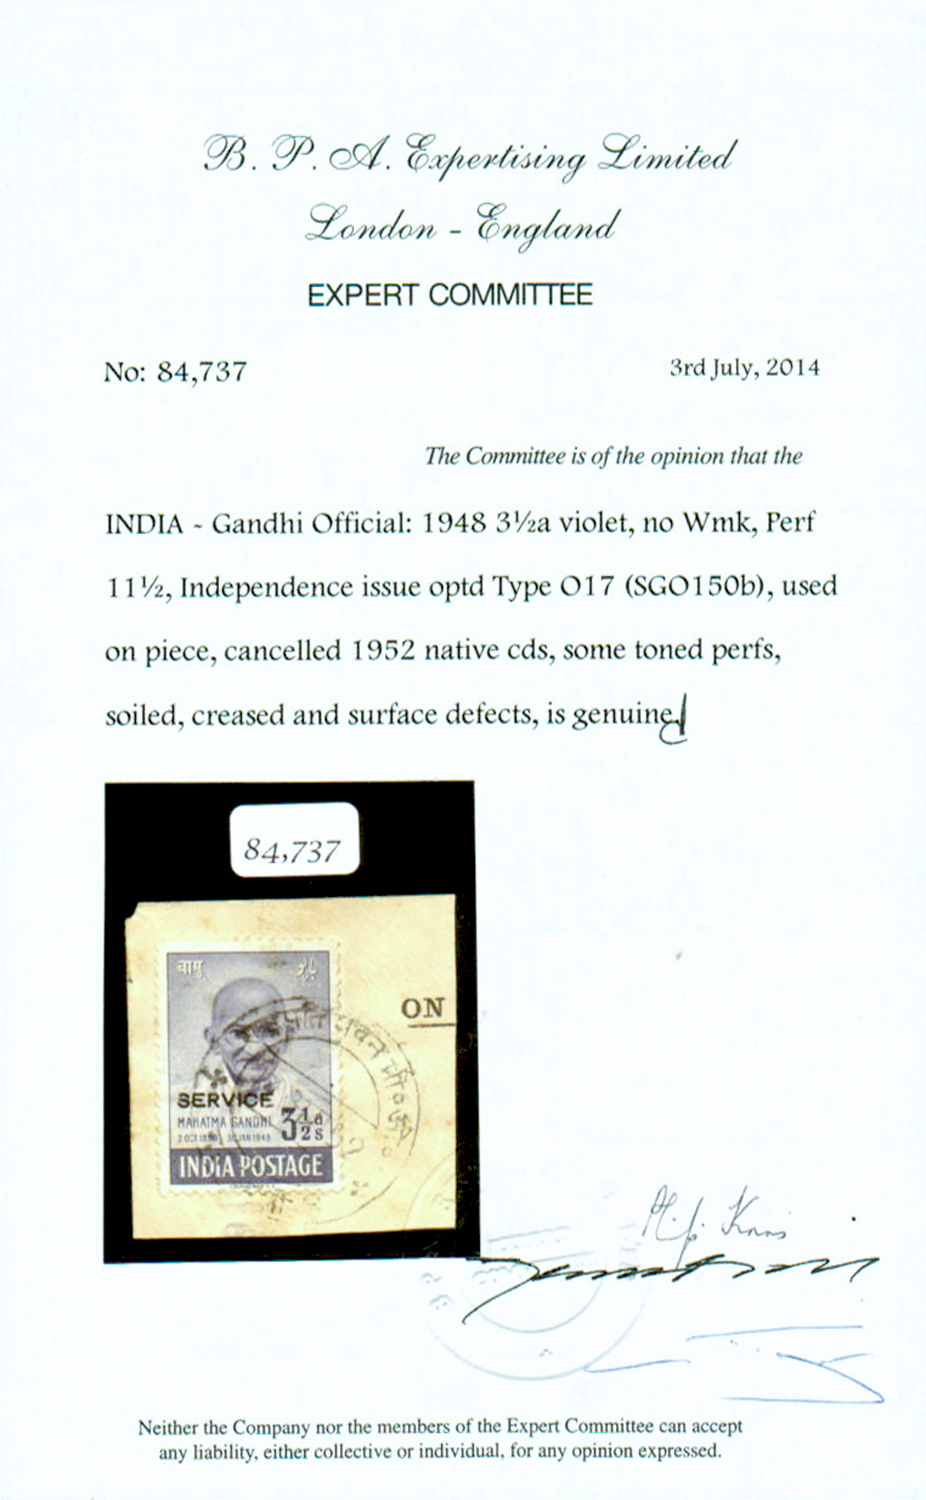 B. P. A. Expertising Limited
London - England
EXPERT COMMITTEE
No: 84,737
3rd July, 2014
The Committee is of the opinion that the
INDIA - Gandhi Official: 1948 3½a violet, no Wmk, Perf
11½, Independence issue optd Type O17 (SGO150b), used
on piece, cancelled 1952 native cds, some toned perfs,
soiled, creased and surface defects, is genuine
84,737
बापू
ON
SERVICE
MAHATMA GANDHI
3½ As
INDIA POSTAGE
Neither the Company nor the members of the Expert Committee can accept
any liability, either collective or individual, for any opinion expressed.